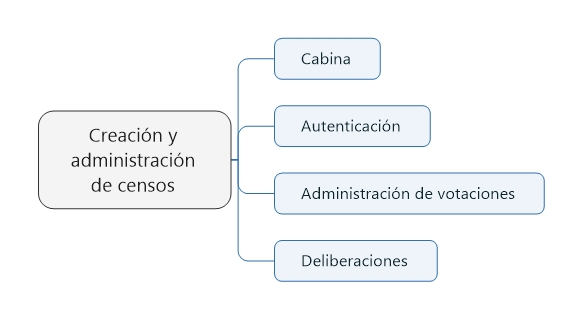 Creación y
administración
de censos
Cabina
Autenticación
Administración de votaciones
Deliberaciones